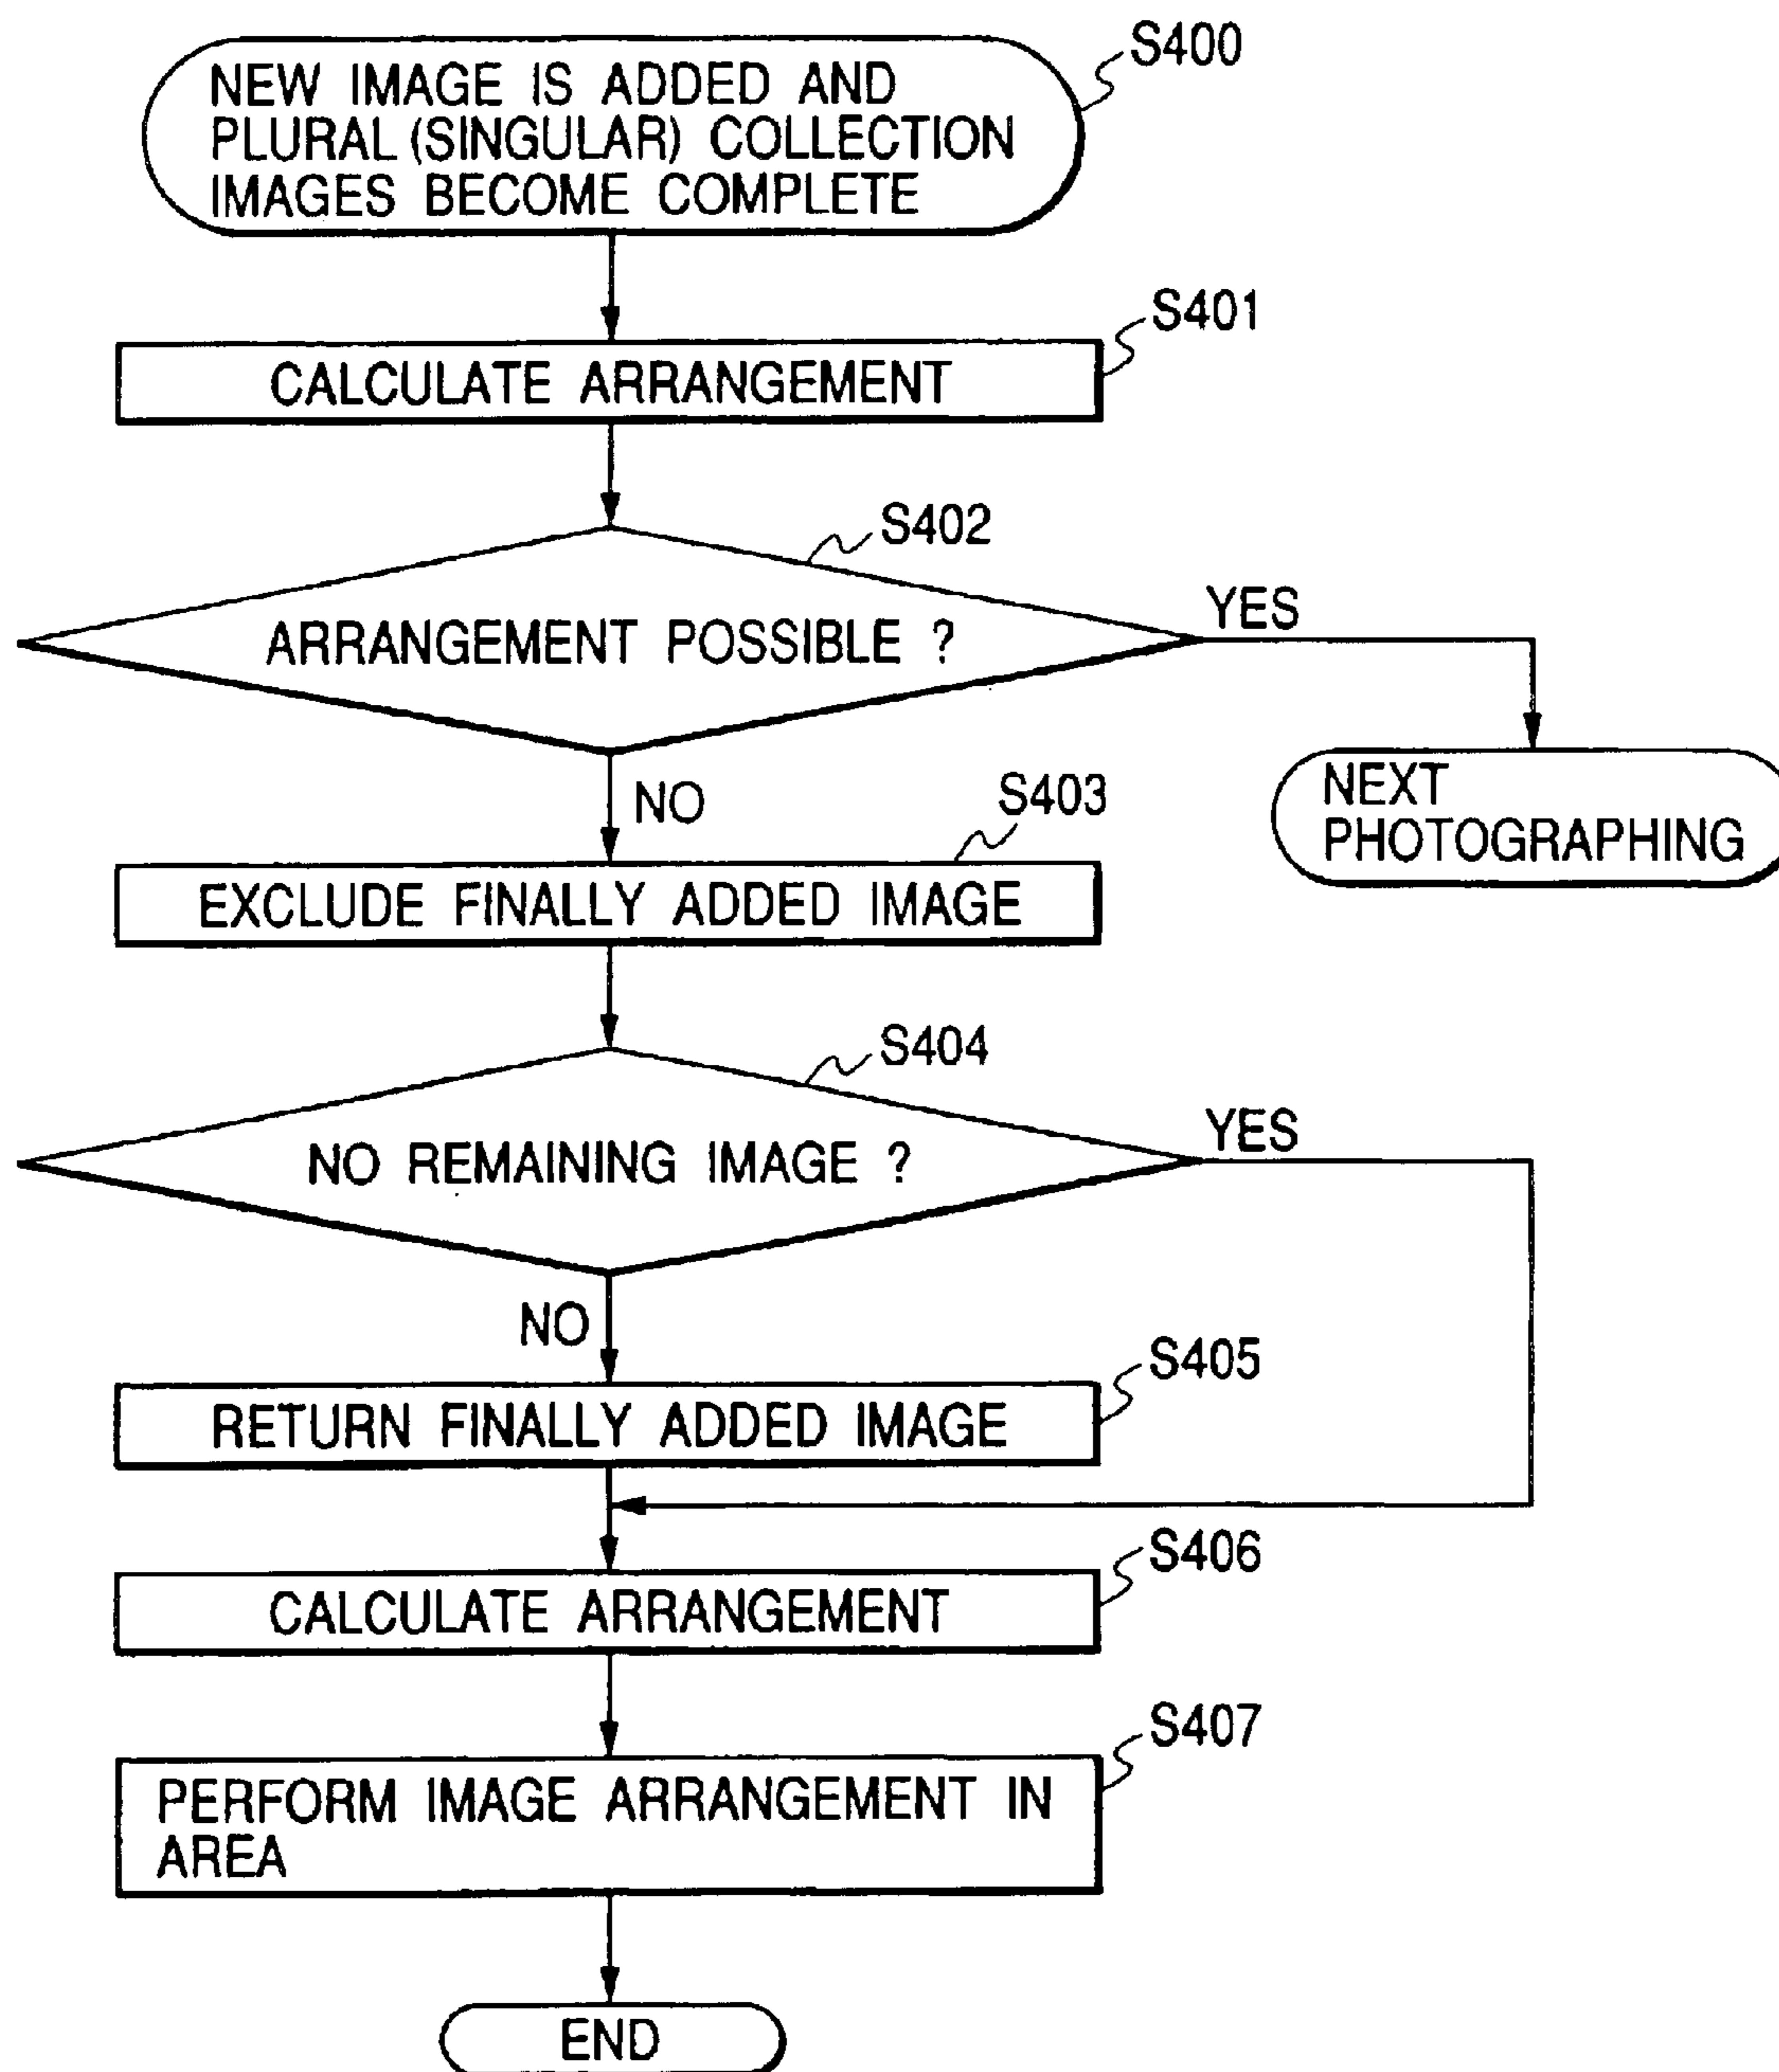 S400
NEW IMAGE IS ADDED AND
PLURAL (SINGULAR) COLLECTION
IMAGES BECOME COMPLETE
S401
CALCULATE ARRANGEMENT
S402
ARRANGEMENT POSSIBLE ?
YES
NEXT
PHOTOGRAPHING
NO
S403
EXCLUDE FINALLY ADDED IMAGE
S404
NO REMAINING IMAGE ?
YES
NO
S405
RETURN FINALLY ADDED IMAGE
S406
CALCULATE ARRANGEMENT
S407
PERFORM IMAGE ARRANGEMENT IN
AREA
END